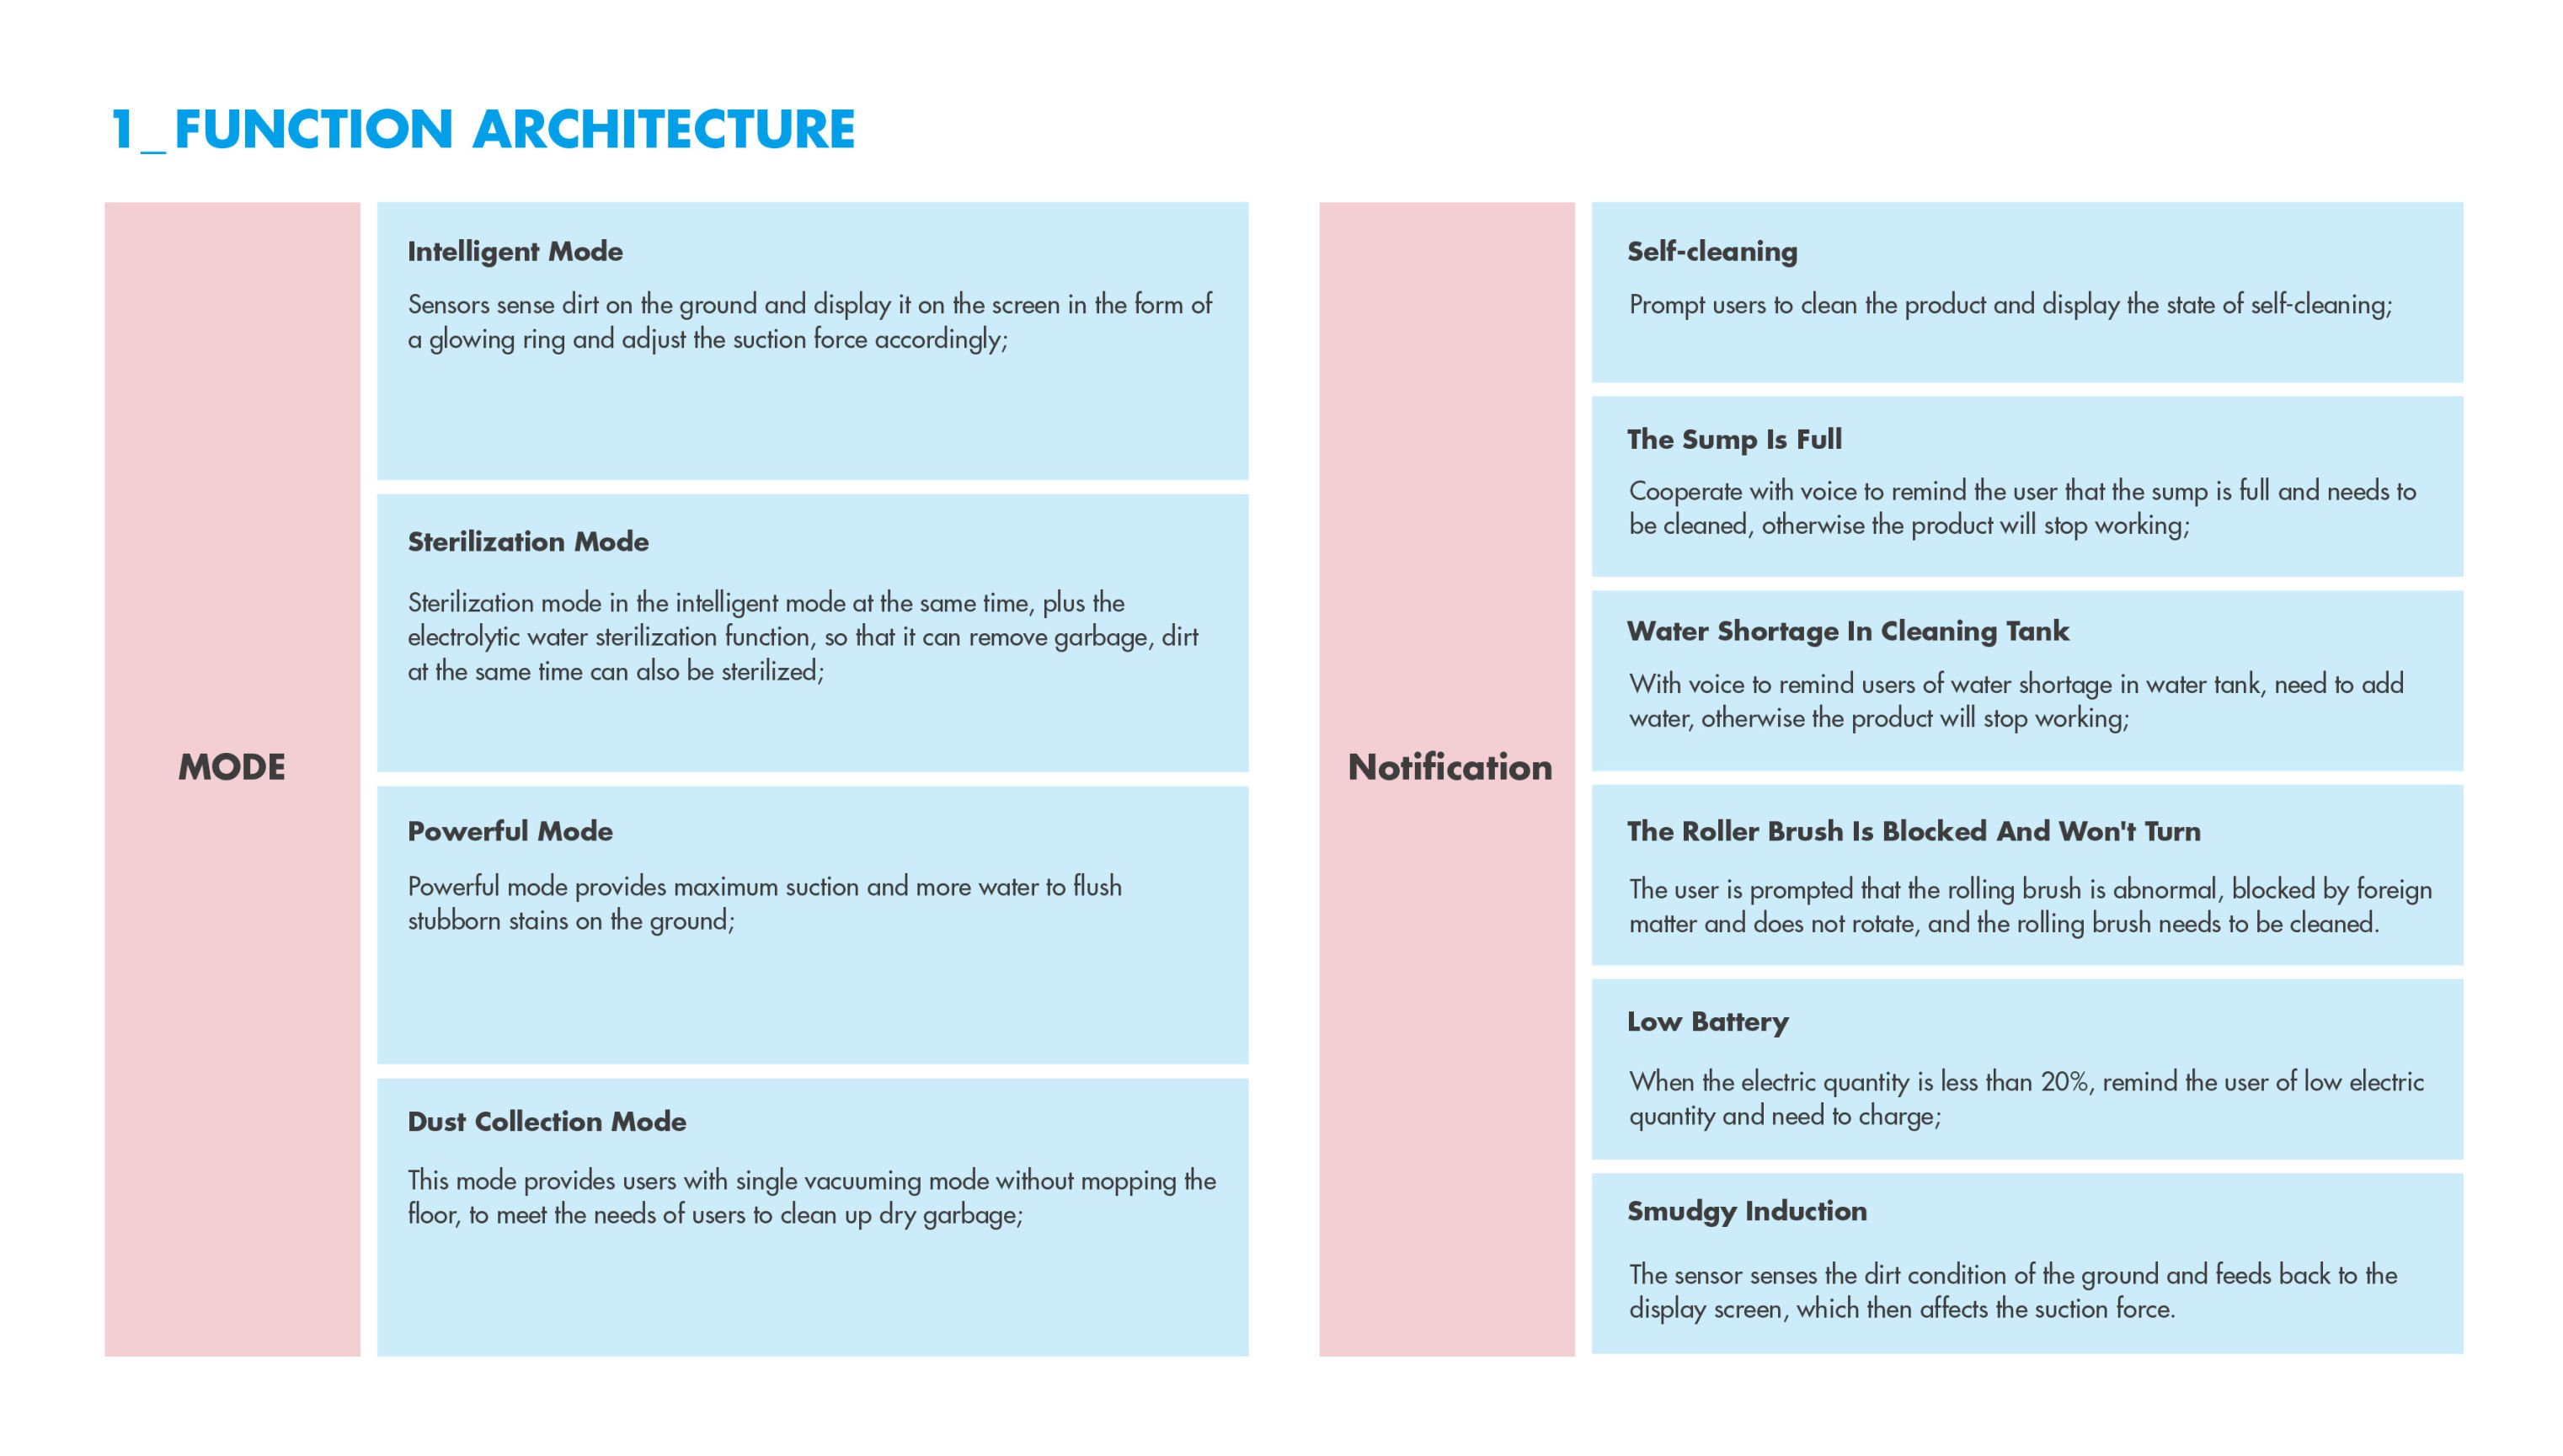 1_FUNCTION ARCHITECTURE
MODE
Intelligent Mode
Sensors sense dirt on the ground and display it on the screen in the form of
a glowing ring and adjust the suction force accordingly;
Sterilization Mode
Sterilization mode in the intelligent mode at the same time, plus the
electrolytic water sterilization function, so that it can remove garbage, dirt
at the same time can also be sterilized;
Powerful Mode
Powerful mode provides maximum suction and more water to flush
stubborn stains on the ground;
Dust Collection Mode
This mode provides users with single vacuuming mode without mopping the
floor, to meet the needs of users to clean up dry garbage;
Notification
Self-cleaning
Prompt users to clean the product and display the state of self-cleaning;
The Sump Is Full
Cooperate with voice to remind the user that the sump is full and needs to
be cleaned, otherwise the product will stop working;
Water Shortage In Cleaning Tank
With voice to remind users of water shortage in water tank, need to add
water, otherwise the product will stop working;
The Roller Brush Is Blocked And Won't Turn
The user is prompted that the rolling brush is abnormal, blocked by foreign
matter and does not rotate, and the rolling brush needs to be cleaned.
Low Battery
When the electric quantity is less than 20%, remind the user of low electric
quantity and need to charge;
Smudgy Induction
The sensor senses the dirt condition of the ground and feeds back to the
display screen, which then affects the suction force.